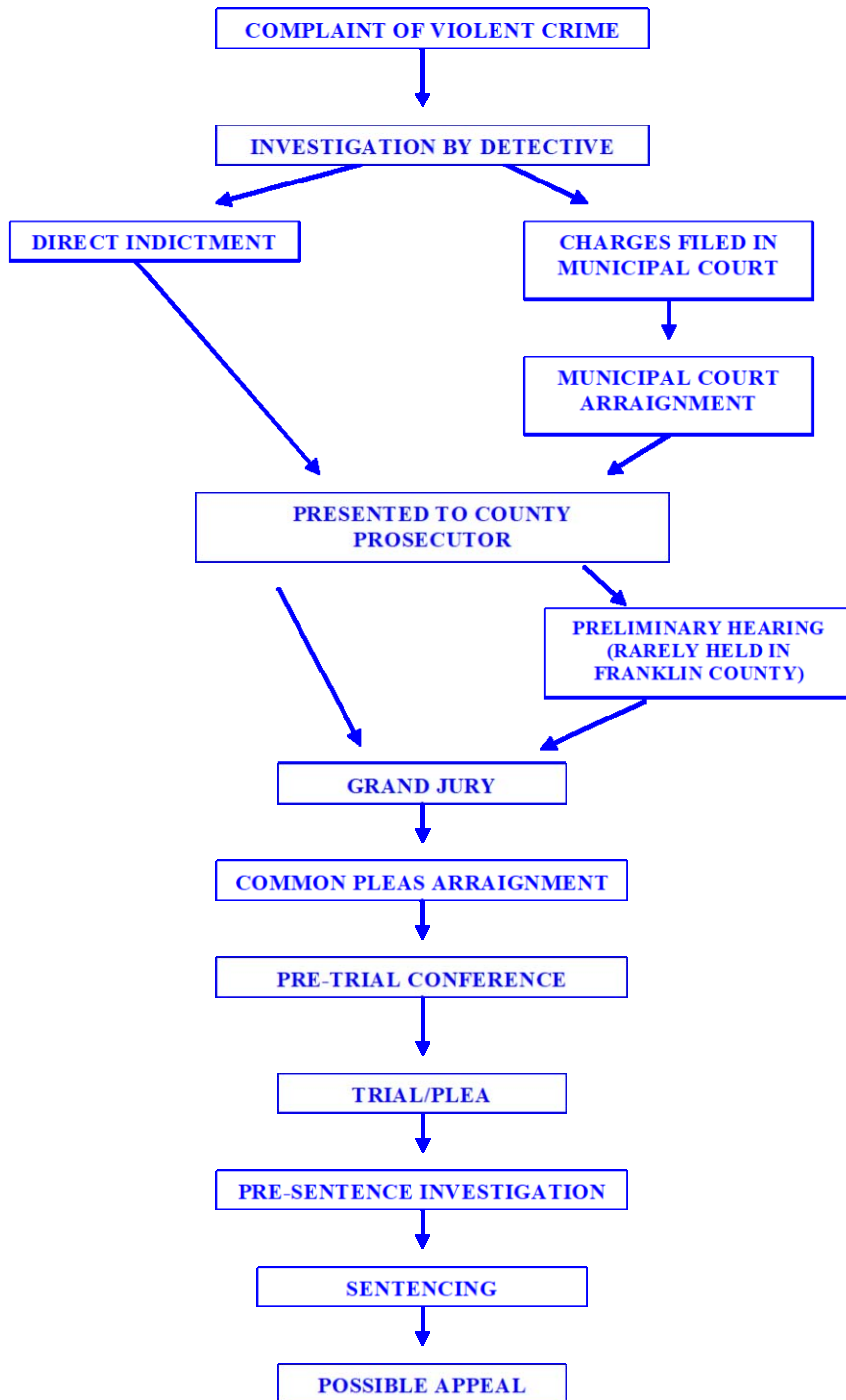 COMPLAINT OF VIOLENT CRIME
INVESTIGATION BY DETECTIVE
DIRECT INDICTMENT
CHARGES FILED IN
MUNICIPAL COURT
MUNICIPAL COURT
ARRAIGNMENT
PRESENTED TO COUNTY
PROSECUTOR
PRELIMINARY HEARING
(RARELY HELD IN
FRANKLIN COUNTY)
GRAND JURY
COMMON PLEAS ARRAIGNMENT
PRE-TRIAL CONFERENCE
TRIAL/PLEA
PRE-SENTENCE INVESTIGATION
SENTENCING
POSSIBLE APPEAL